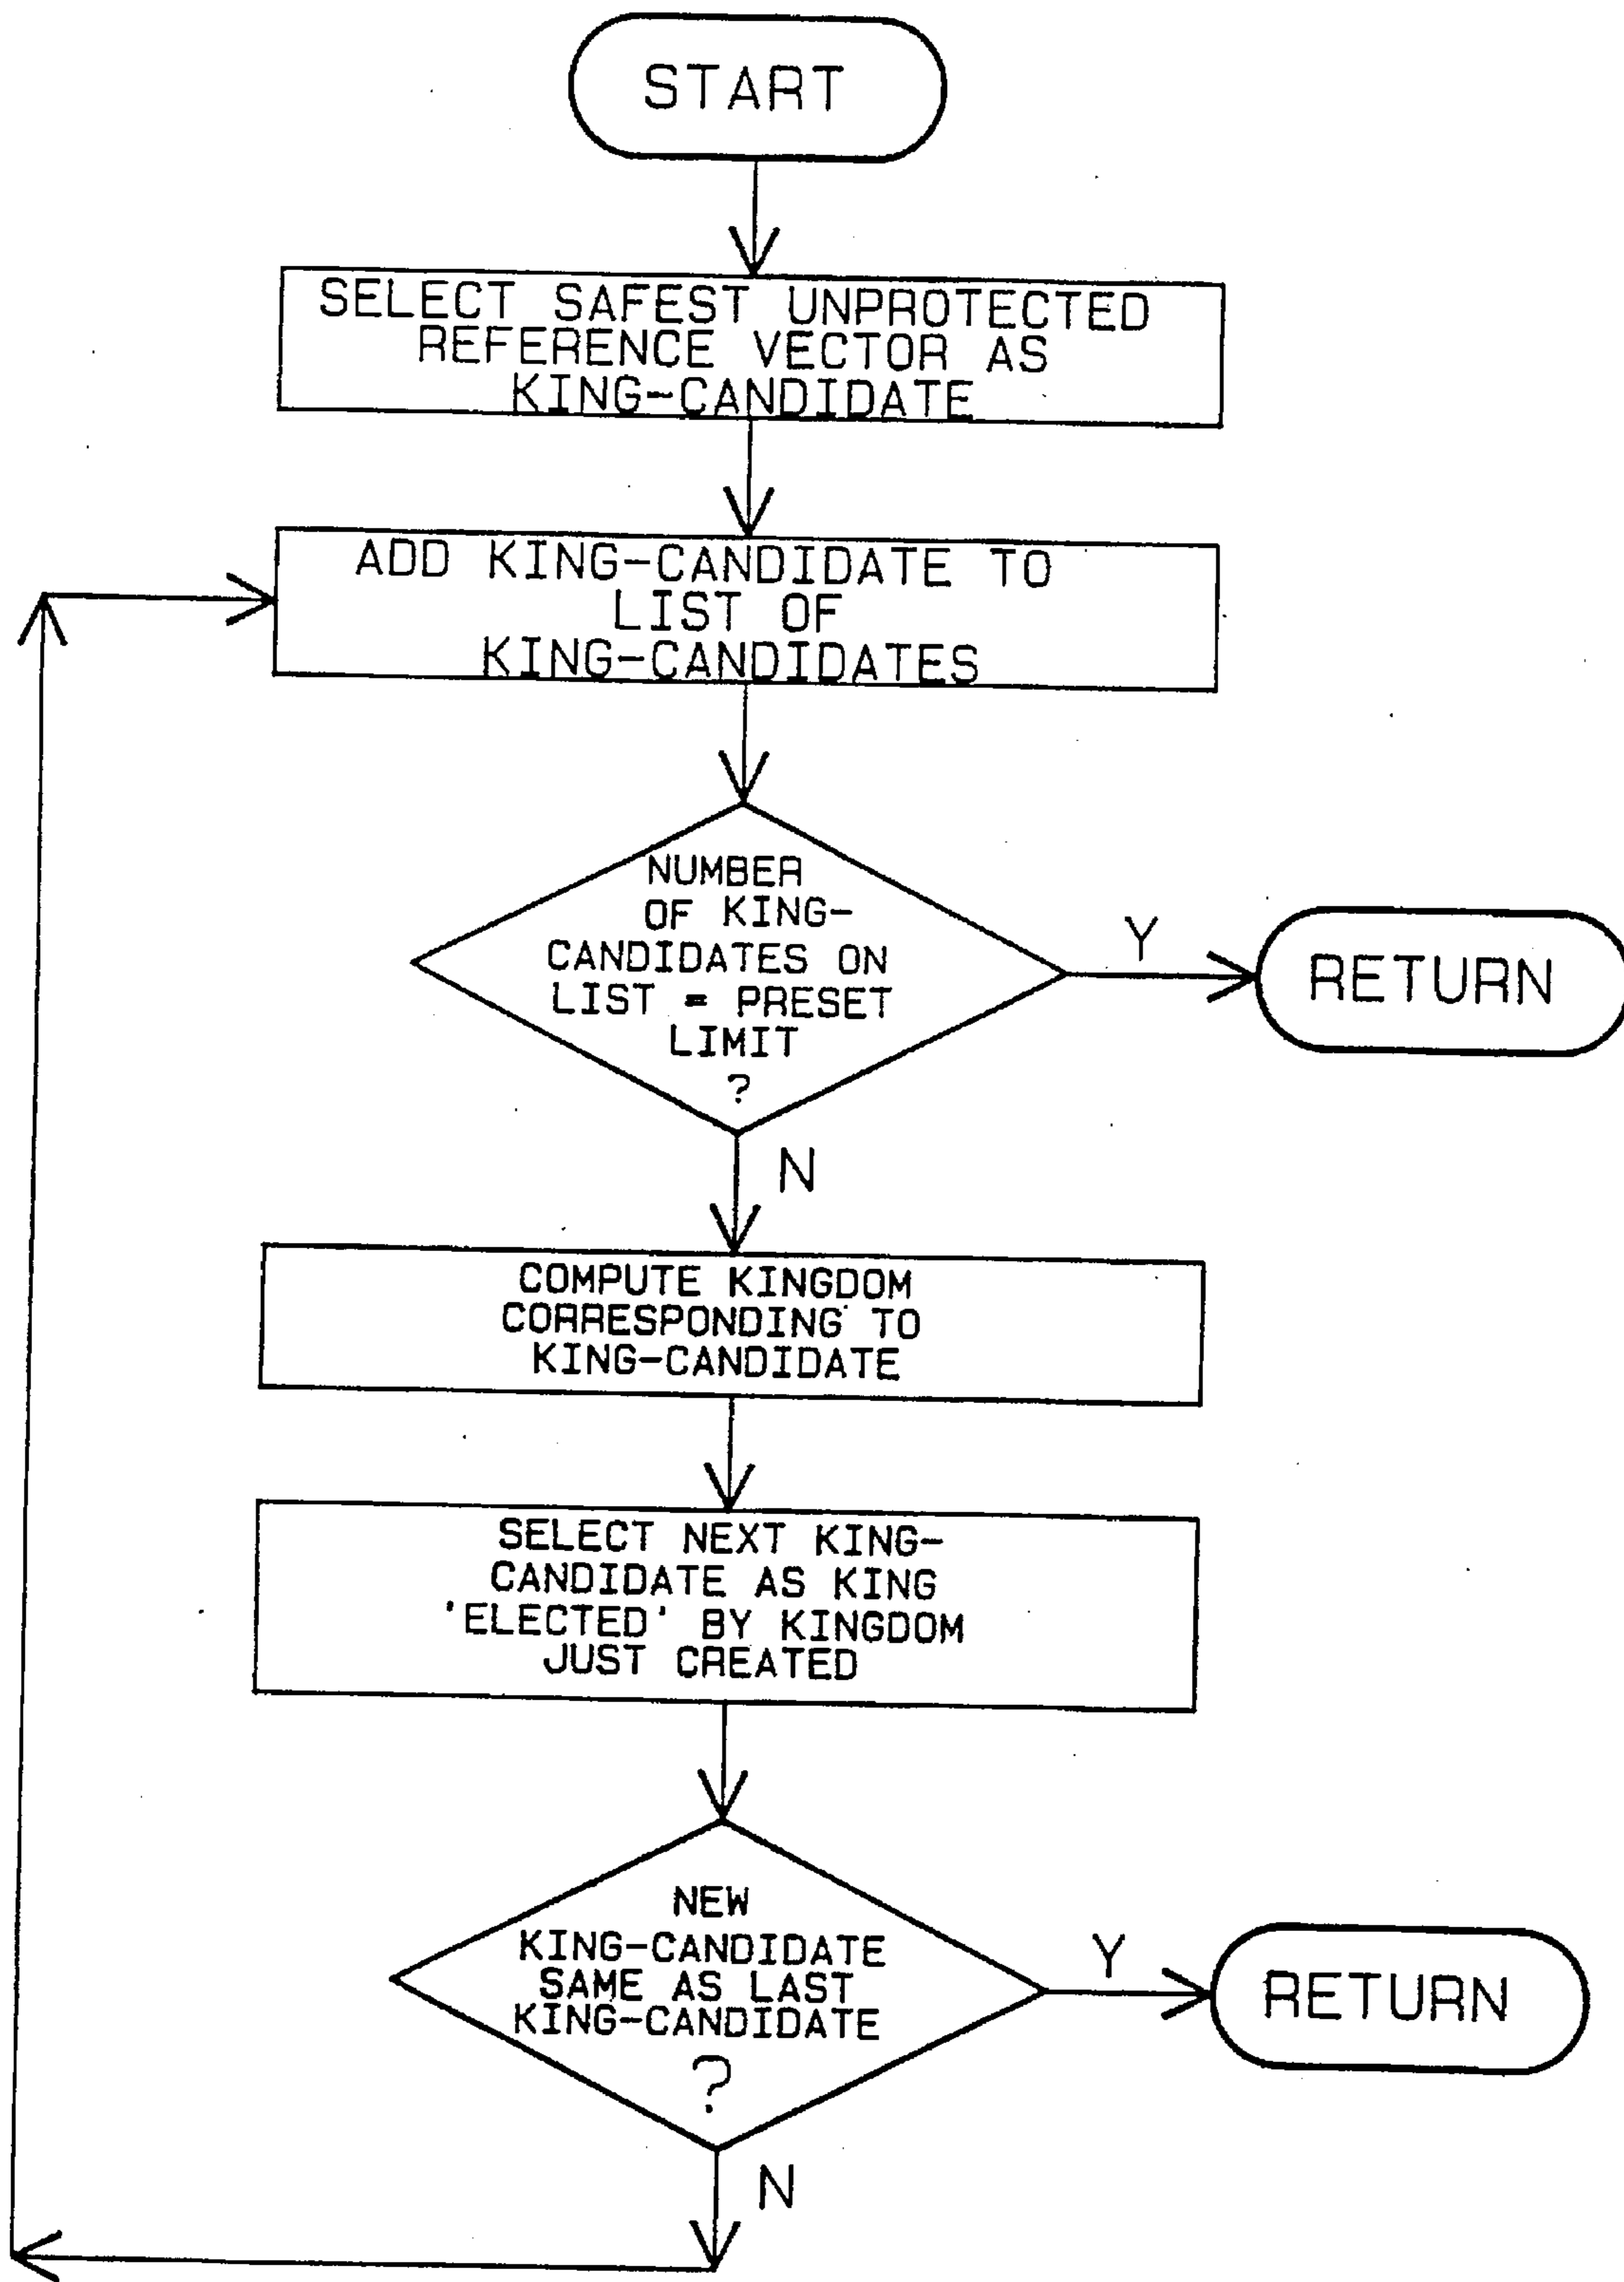 START
SELECT SAFEST UNPROTECTED
REFERENCE VECTOR AS
KING-CANDIDATE
ADD KING-CANDIDATE TO
LIST OF
KING-CANDIDATES
NUMBER
OF KING-
CANDIDATES ON
LIST = PRESET
LIMIT
?
Y
RETURN
N
COMPUTE KINGDOM
CORRESPONDING TO
KING-CANDIDATE
SELECT NEXT KING-
CANDIDATE AS KING
'ELECTED' BY KINGDOM
JUST CREATED
NEW
KING-CANDIDATE
SAME AS LAST
KING-CANDIDATE
?
Y
RETURN
N